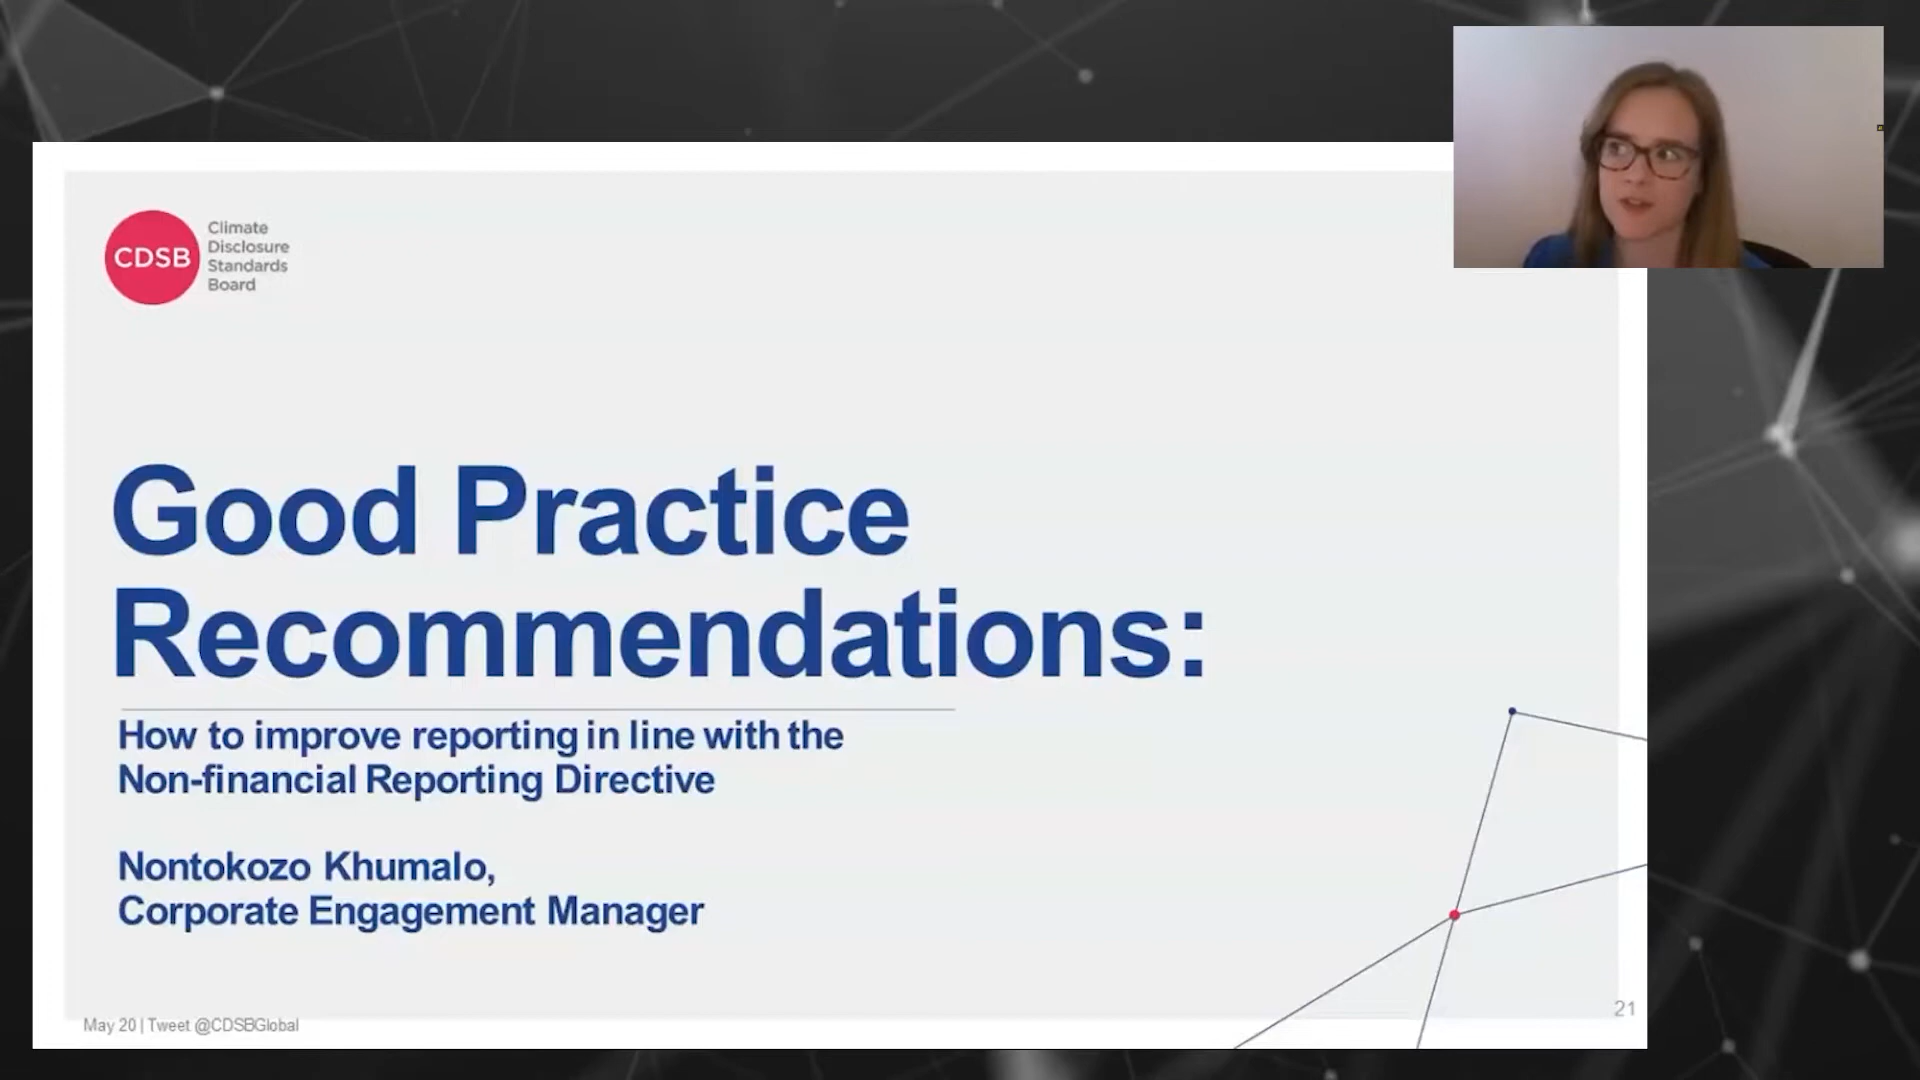 CDSB
Climate
Disclosure
Standards
Board
Good Practice
Recommendations:
How to improve reporting in line with the
Non-financial Reporting Directive
Nontokozo Khumalo,
Corporate Engagement Manager
May 20 | Tweet @CDSBGlobal
21